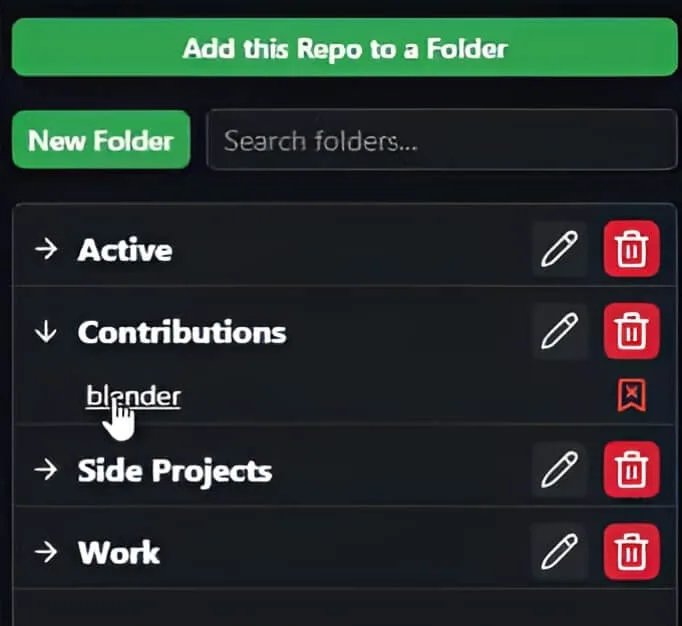 Add this Repo to a Folder
New Folder
Search folders...
Active
Contributions
blender
Side Projects
Work